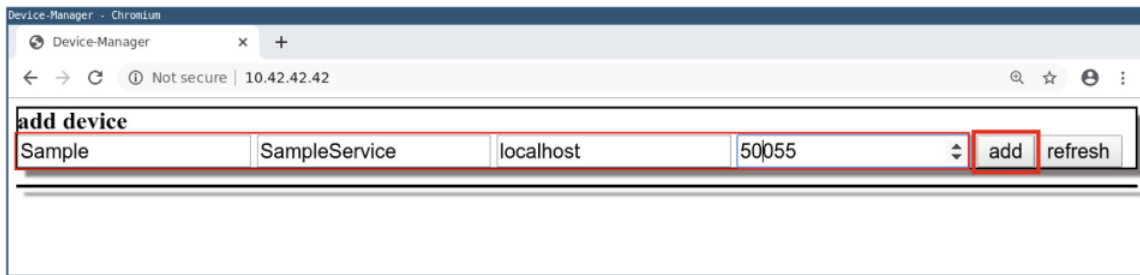 Device-Manager - Chromium
Device-Manager
Not secure 10.42.42.42
add device
Sample SampleService localhost 50055 add refresh